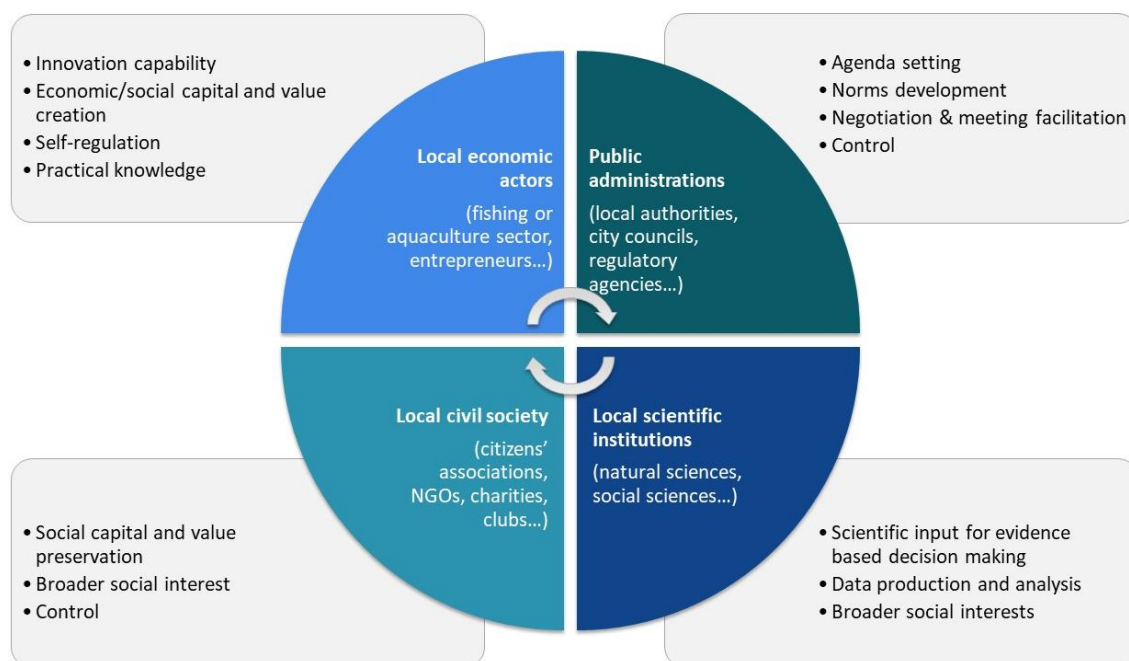 • Innovation capability
• Economic/social capital and value
creation
• Self-regulation
• Practical knowledge
Local economic
actors
(fishing or
aquaculture sector,
entrepreneurs…)
Public
administrations
(local authorities,
city councils,
regulatory
agencies…)
• Agenda setting
• Norms development
• Negotiation & meeting facilitation
• Control
• Social capital and value
preservation
• Broader social interest
• Control
Local civil society
(citizens’
associations,
NGOs, charities,
clubs…)
Local scientific
institutions
(natural sciences,
social sciences…)
• Scientific input for evidence
based decision making
• Data production and analysis
• Broader social interests